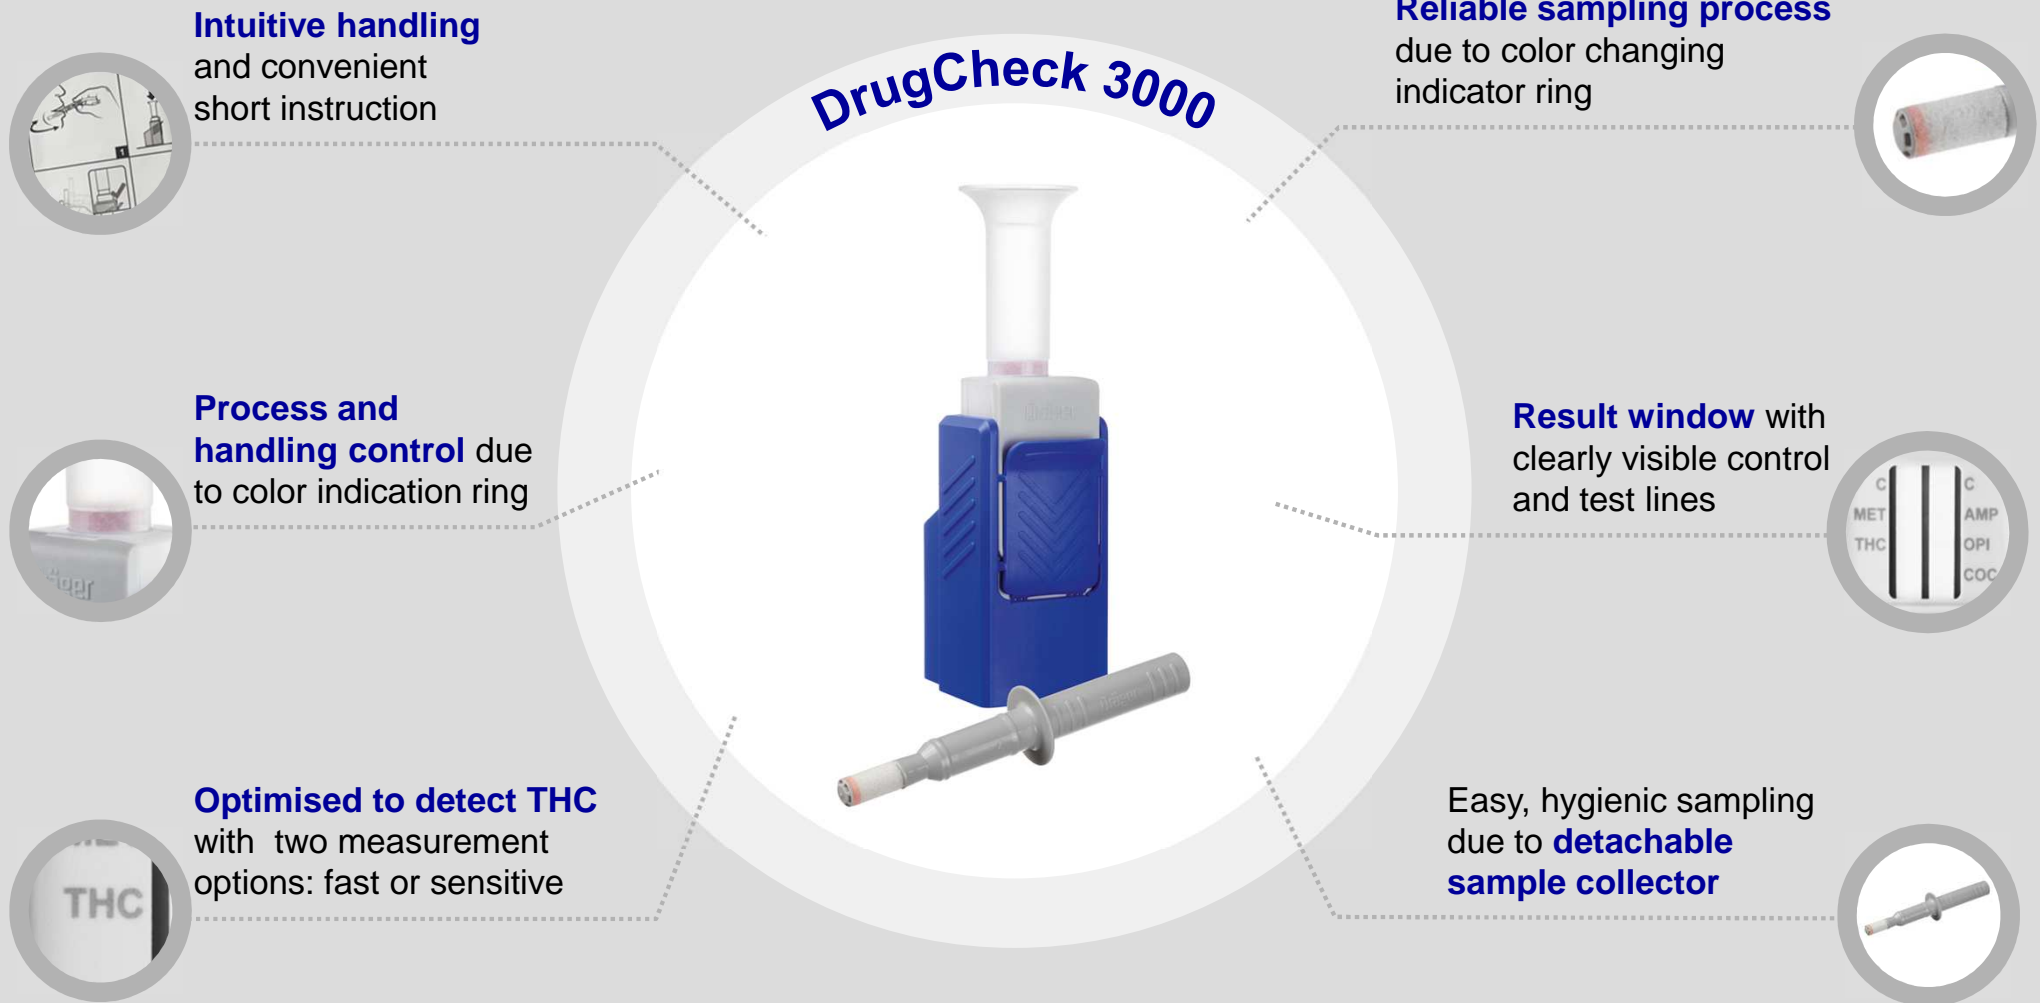 Intuitive handling
and convenient
short instruction
1
DrugCheck 3000
Reliable sampling process
due to color changing
indicator ring
Process and
handling control due
to color indication ring
Dräger
Result window with
clearly visible control
and test lines
C C
MET AMP
THC OPI
COC
Dräger
Optimised to detect THC
with two measurement
options: fast or sensitive
THC
Easy, hygienic sampling
due to detachable
sample collector